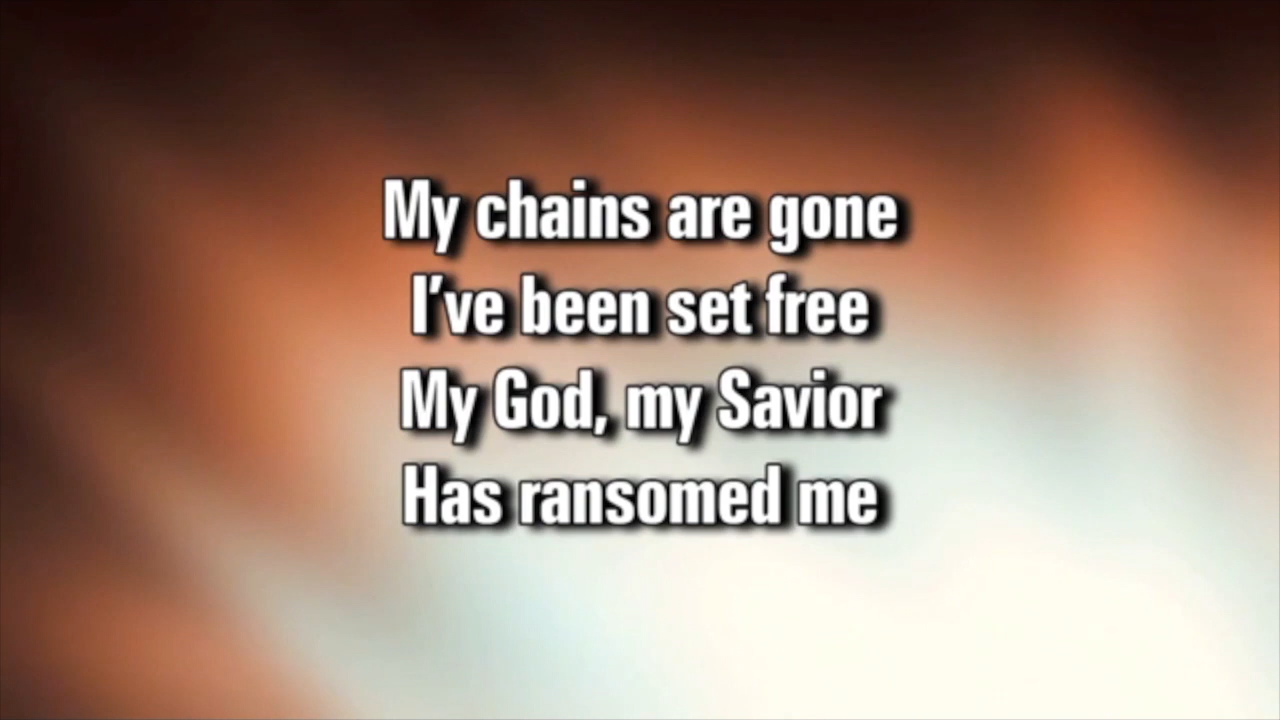 My chains are gone
I've been set free
My God, my Savior
Has ransomed me